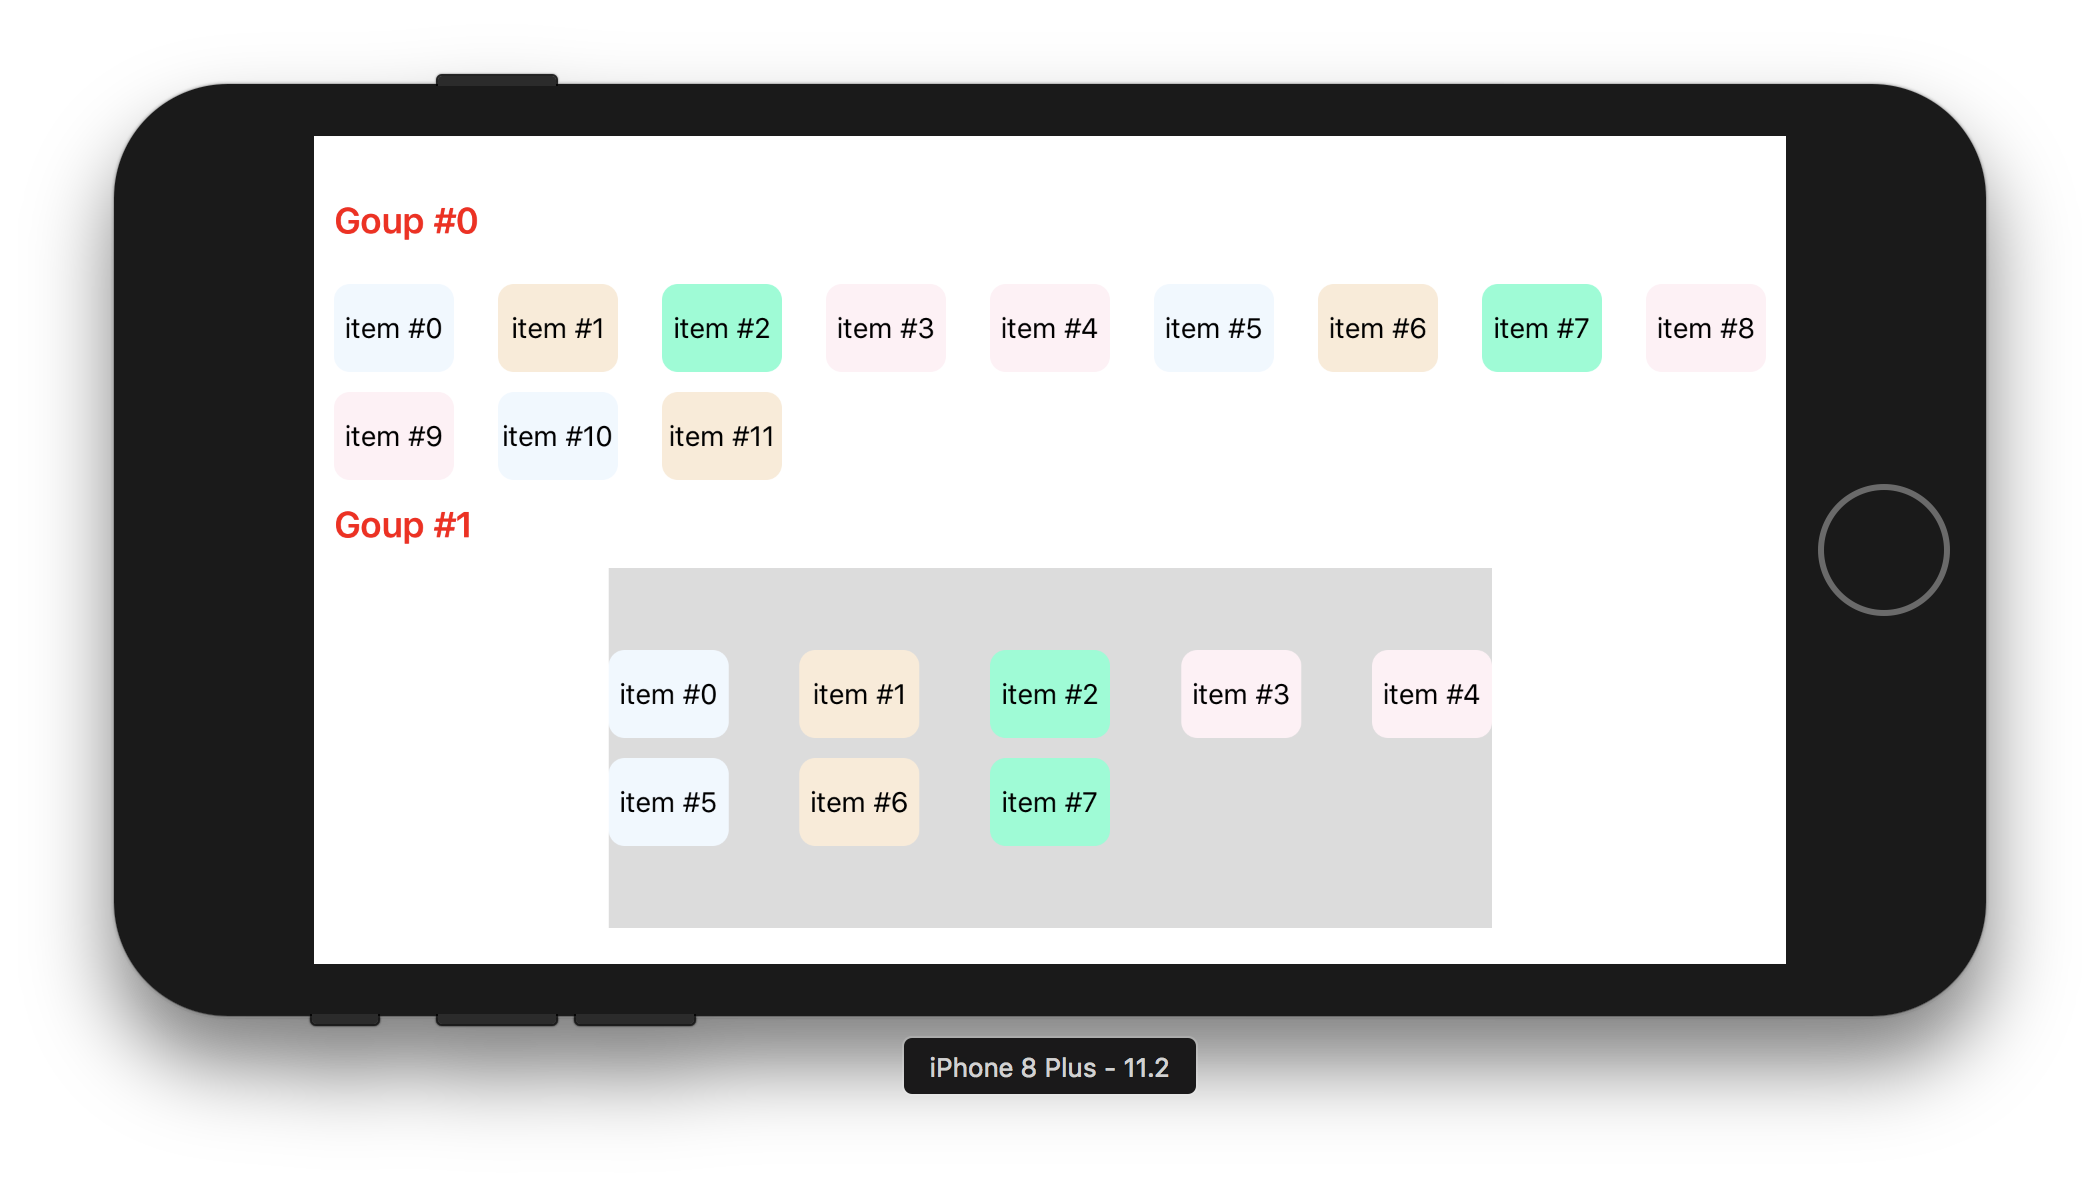 Goup #0
item #0 item #1 item #2 item #3 item #4 item #5 item #6 item #7 item #8
item #9 item #10 item #11
Goup #1
item #0 item #1 item #2 item #3 item #4
item #5 item #6 item #7
iPhone 8 Plus - 11.2